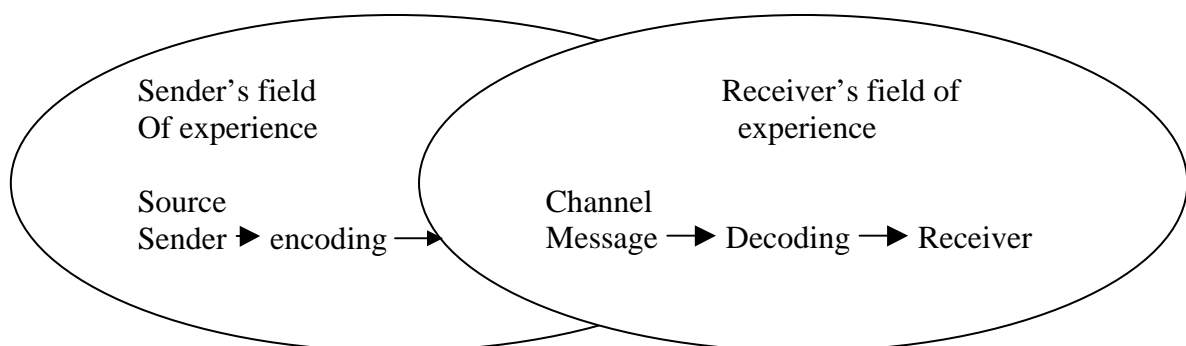 Sender’s field
Of experience
Receiver’s field of
experience
Source
Sender encoding
Channel
Message Decoding Receiver